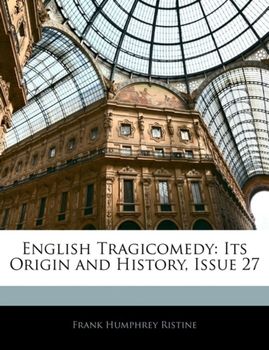 English Tragicomedy: Its
Origin and History, Issue 27
Frank Humphrey Ristine